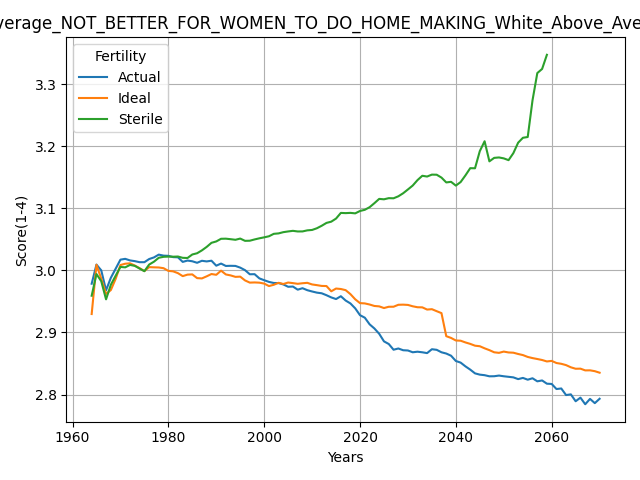 verage_NOT_BETTER_FOR_WOMEN_TO_DO_HOME_MAKING_White_Above_Ave
Fertility
Actual
Ideal
Sterile
Score(1-4)
3.3
3.2
3.1
3.0
2.9
2.8
1960 1980 2000 2020 2040 2060
Years